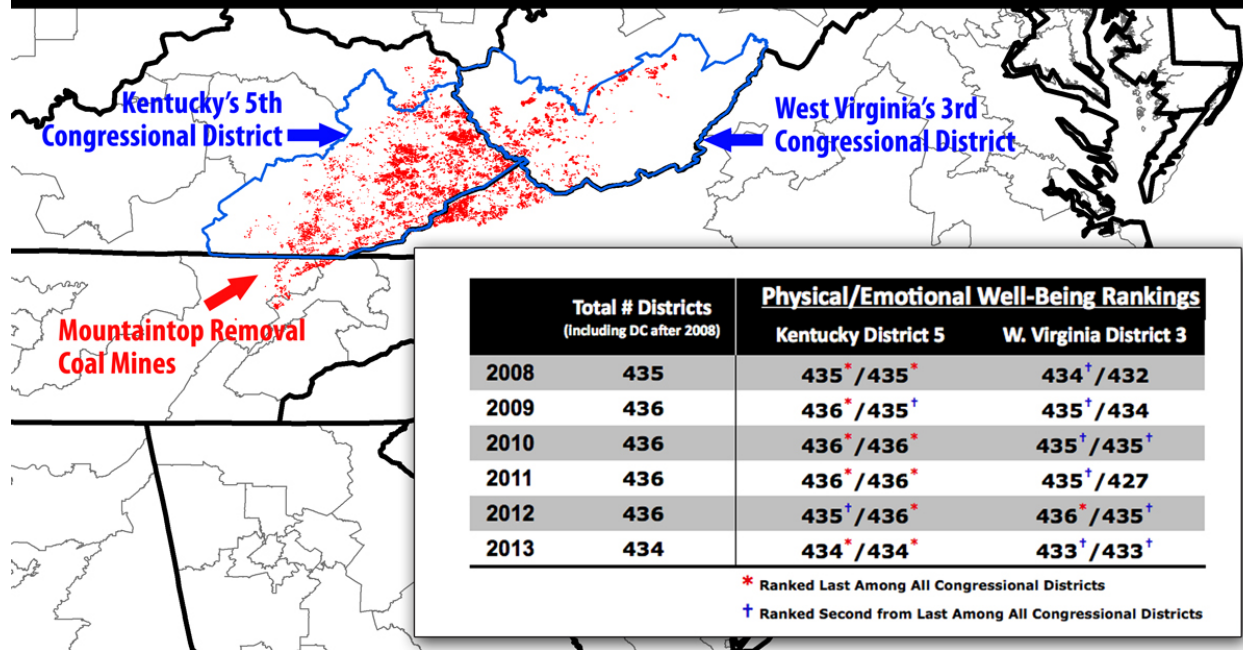 Kentucky's 5th
Congressional District
West Virginia's 3rd
Congressional District
Mountaintop Removal
Coal Mines
Total # Districts
(including DC after 2008)
Physical/Emotional Well-Being Rankings
Kentucky District 5 W. Virginia District 3
2008 435 435*/435* 434†/432
2009 436 436*/435† 435†/434
2010 436 436*/436* 435†/435†
2011 436 436*/436* 435†/427
2012 436 435†/436* 436*/435†
2013 434 434*/434* 433†/433†
* Ranked Last Among All Congressional Districts
† Ranked Second from Last Among All Congressional Districts